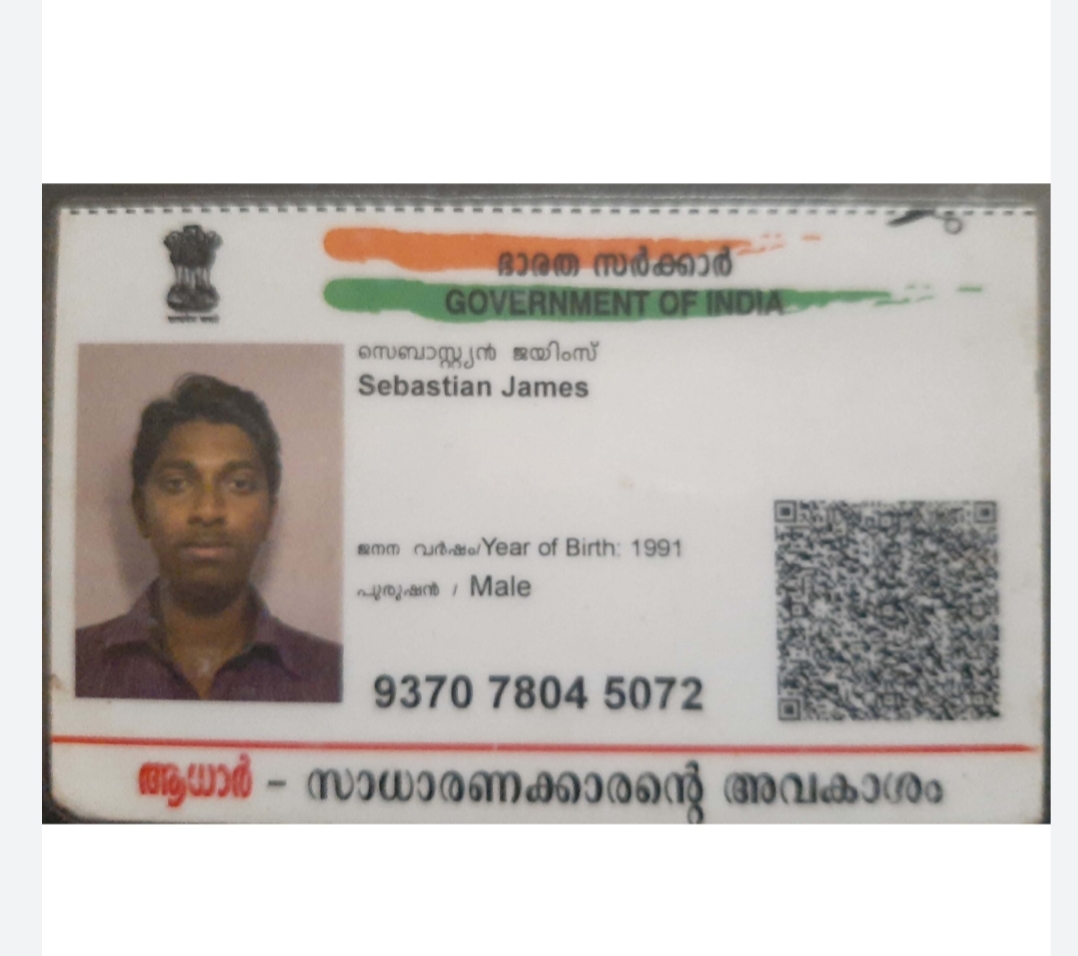 ഭാരത സർക്കാർ
GOVERNMENT OF INDIA
സെബാസ്റ്റ്യൻ ജയിംസ്
Sebastian James
ജനന വർഷം/Year of Birth: 1991
പുരുഷൻ / Male
9370 7804 5072
ആധാർ - സാധാരണക്കാരന്റെ അവകാശം